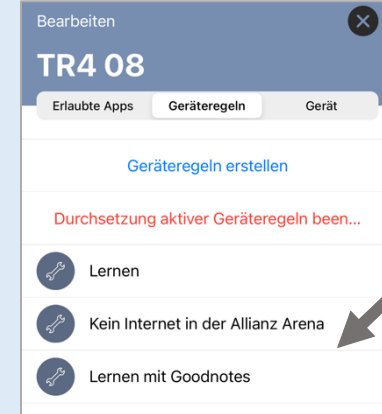 Bearbeiten
TR4 08
Erlaubte Apps Geräteregeln Gerät
Geräteregeln erstellen
Durchsetzung aktiver Geräteregeln been...
Lernen
Kein Internet in der Allianz Arena
Lernen mit Goodnotes